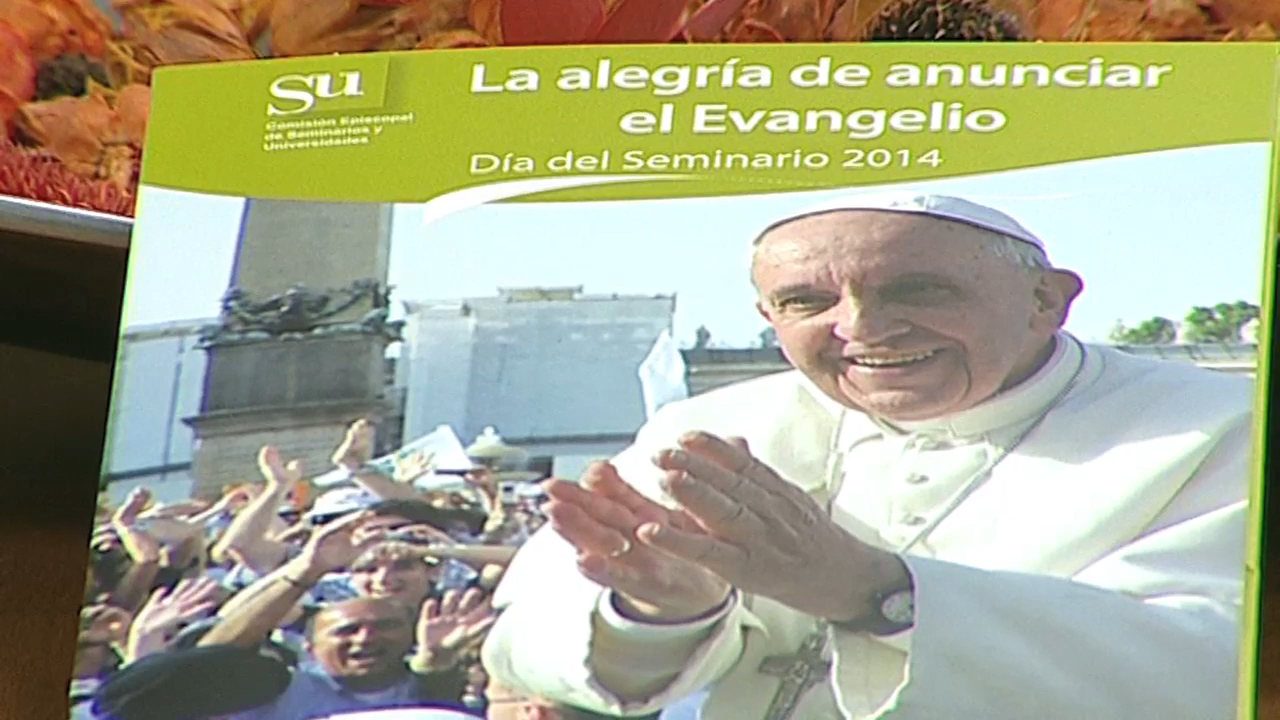 su
Comisión Episcopal
de Seminarios y
Universidades
La alegría de anunciar
el Evangelio
Día del Seminario 2014